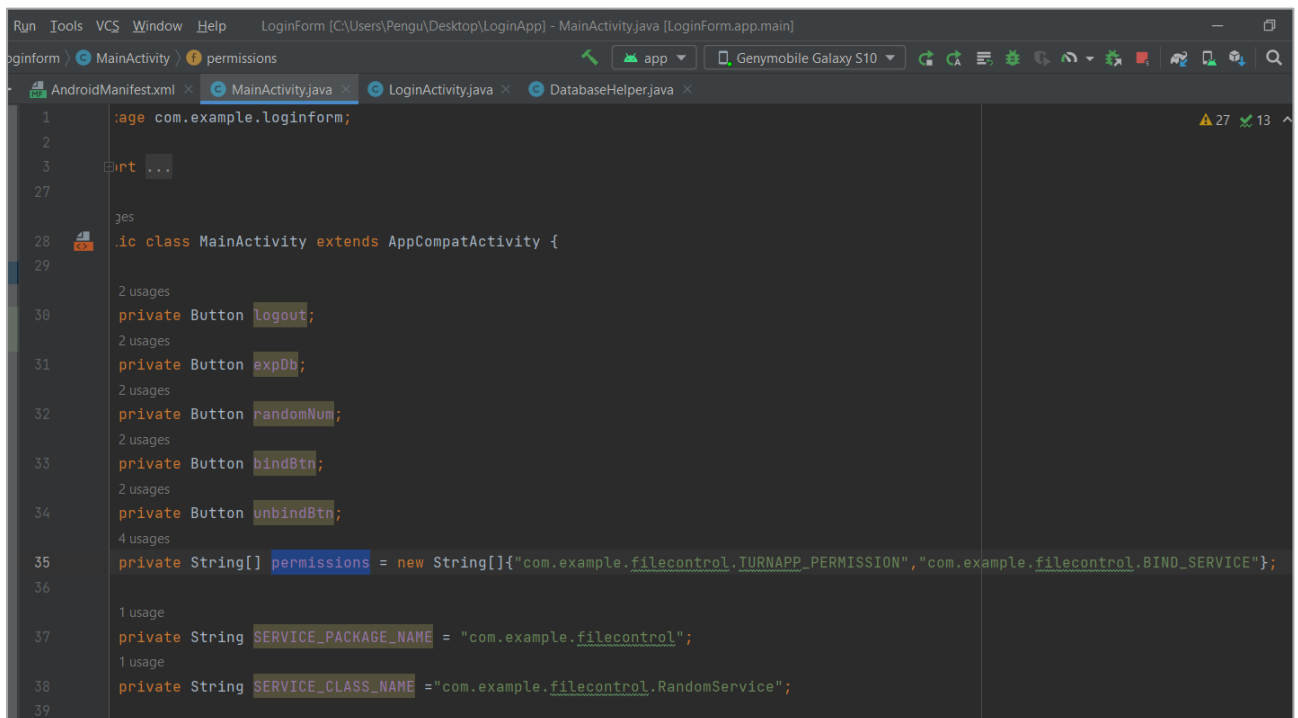 Run Tools VCS Window Help LoginForm [C:\Users\Pengu\Desktop\LoginApp] - MainActivity.java [LoginForm.app.main]
oginform > MainActivity > permissions app Genymobile Galaxy S10
AndroidManifest.xml MainActivity.java LoginActivity.java DatabaseHelper.java
1 :age com.example.loginform; 27 13
2
3 ort ...
27
ges
28 .ic class MainActivity extends AppCompatActivity {
29
2 usages
30 private Button logout;
2 usages
31 private Button expDb;
2 usages
32 private Button randomNum;
2 usages
33 private Button bindBtn;
2 usages
34 private Button unbindBtn;
4 usages
35 private String[] permissions = new String[]{"com.example.filecontrol.TURNAPP_PERMISSION","com.example.filecontrol.BIND_SERVICE"};
36
1 usage
37 private String SERVICE_PACKAGE_NAME = "com.example.filecontrol";
1 usage
38 private String SERVICE_CLASS_NAME ="com.example.filecontrol.RandomService";
39